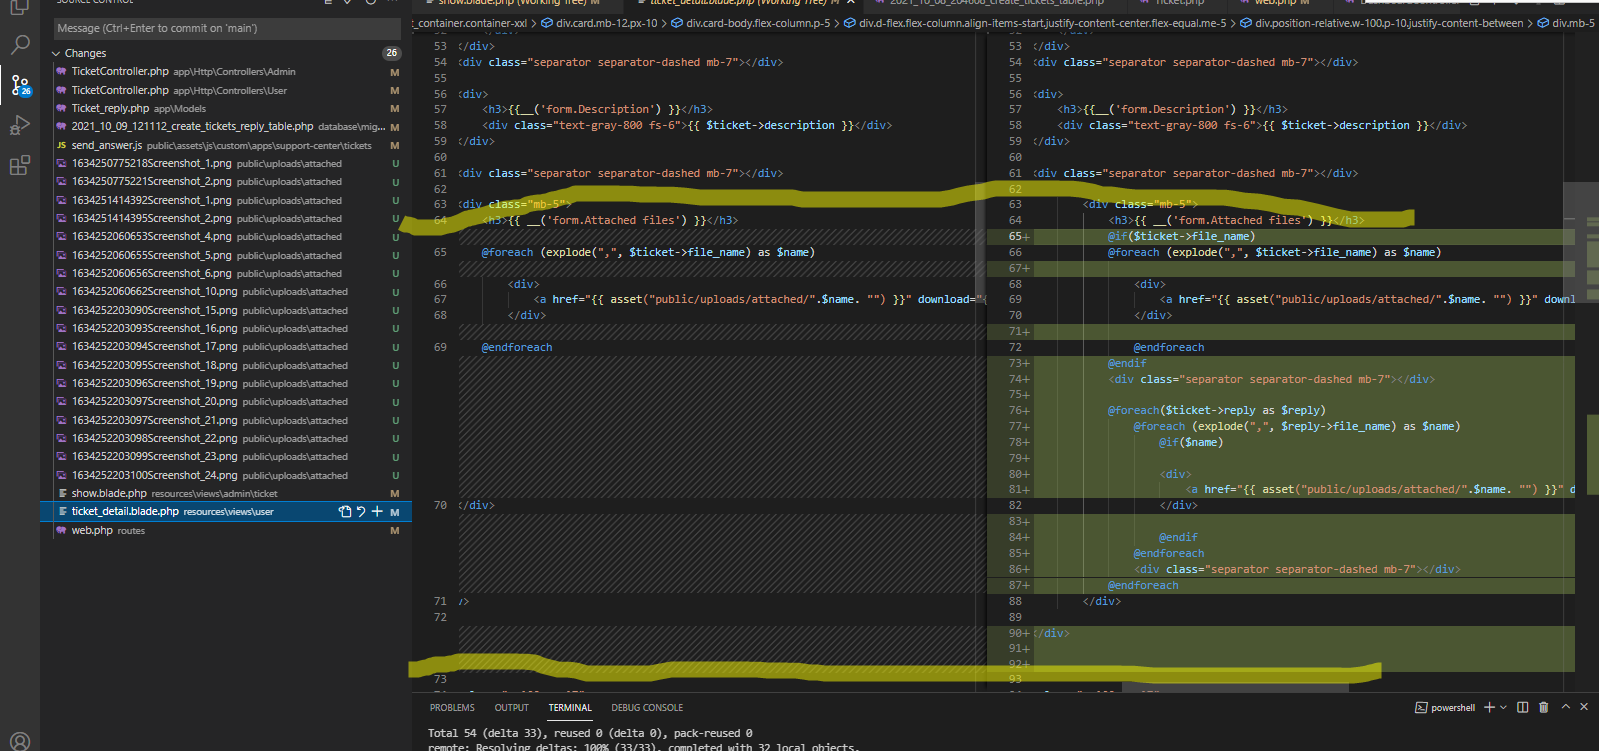 SOURCE CONTROL
Message (Ctrl+Enter to commit on 'main')
Changes 26
TicketController.php app\Http\Controllers\Admin M
TicketController.php app\Http\Controllers\User M
Ticket_reply.php app\Models M
2021_10_09_121112_create_tickets_reply_table.php database\mig... M
JS send_answer.js public\assets\js\custom\apps\support-center\tickets M
1634250775218Screenshot_1.png public\uploads\attached U
1634250775221Screenshot_2.png public\uploads\attached U
1634251414392Screenshot_1.png public\uploads\attached U
1634251414395Screenshot_2.png public\uploads\attached U
1634252060653Screenshot_4.png public\uploads\attached U
1634252060655Screenshot_5.png public\uploads\attached U
1634252060656Screenshot_6.png public\uploads\attached U
1634252060662Screenshot_10.png public\uploads\attached U
1634252203090Screenshot_15.png public\uploads\attached U
1634252203093Screenshot_16.png public\uploads\attached U
1634252203094Screenshot_17.png public\uploads\attached U
1634252203095Screenshot_18.png public\uploads\attached U
1634252203096Screenshot_19.png public\uploads\attached U
1634252203097Screenshot_20.png public\uploads\attached U
1634252203097Screenshot_21.png public\uploads\attached U
1634252203098Screenshot_22.png public\uploads\attached U
1634252203099Screenshot_23.png public\uploads\attached U
1634252203100Screenshot_24.png public\uploads\attached U
show.blade.php resources\views\admin\ticket M
ticket_detail.blade.php resources\views\user M
web.php routes M
26
show.blade.php (Working Tree) M ticket_detail.blade.php (Working Tree) M 2021_10_08_204606_create_tickets_table.php Ticket.php web.php M
t_container.container-xxl > div.card.mb-12.px-10 > div.card-body.flex-column.p-5 > div.d-flex.flex-column.align-items-start.justify-content-center.flex-equal.me-5 > div.position-relative.w-100.p-10.justify-content-between > div.mb-5
53 </div>
54 <div class="separator separator-dashed mb-7"></div>
55
56 <div>
57 <h3>{{__('form.Description') }}</h3>
58 <div class="text-gray-800 fs-6">{{ $ticket->description }}</div>
59 </div>
60
61 <div class="separator separator-dashed mb-7"></div>
62
63 <div class="mb-5">
64 <h3>{{ __('form.Attached files') }}</h3>
65 @foreach (explode(",", $ticket->file_name) as $name)
66 <div>
67 <a href="{{ asset("public/uploads/attached/".$name. "") }}" download="{
68 </div>
69 @endforeach
70 </div>
71 />
72
73
53 </div>
54 <div class="separator separator-dashed mb-7"></div>
55
56 <div>
57 <h3>{{__('form.Description') }}</h3>
58 <div class="text-gray-800 fs-6">{{ $ticket->description }}</div>
59 </div>
60
61 <div class="separator separator-dashed mb-7"></div>
62
63 <div class="mb-5">
64 <h3>{{ __('form.Attached files') }}</h3>
65+ @if($ticket->file_name)
66 @foreach (explode(",", $ticket->file_name) as $name)
67+
68 <div>
69 <a href="{{ asset("public/uploads/attached/".$name. "") }}" downl
70 </div>
71+
72 @endforeach
73+ @endif
74+ <div class="separator separator-dashed mb-7"></div>
75+
76+ @foreach($ticket->reply as $reply)
77+ @foreach (explode(",", $reply->file_name) as $name)
78+ @if($name)
79+
80+ <div>
81+ <a href="{{ asset("public/uploads/attached/".$name. "") }}" d
82 </div>
83+
84+ @endif
85+ @endforeach
86+ <div class="separator separator-dashed mb-7"></div>
87+ @endforeach
88 </div>
89
90+ </div>
91+
92+
93
PROBLEMS OUTPUT TERMINAL DEBUG CONSOLE powershell
Total 54 (delta 33), reused 0 (delta 0), pack-reused 0
remote: Resolving deltas: 100% (33/33), completed with 32 local objects.